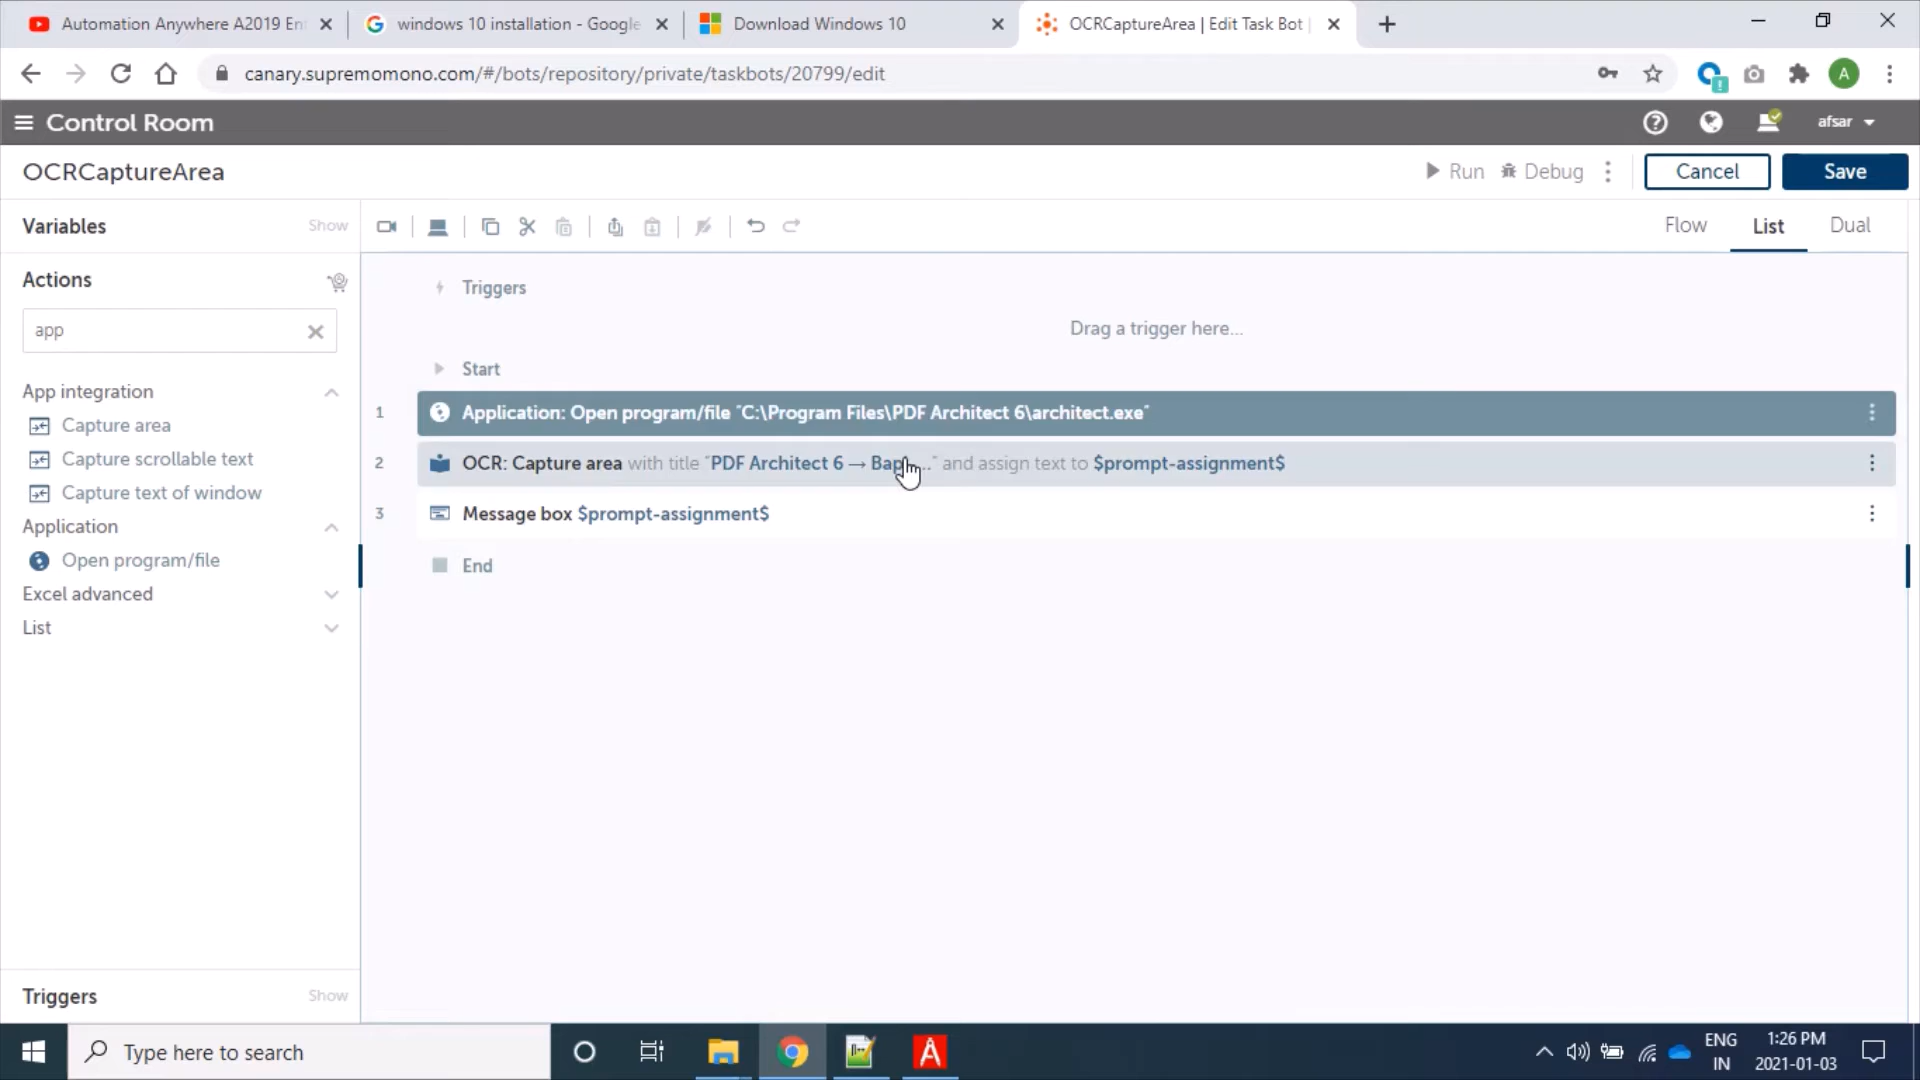 Automation Anywhere A2019 En
windows 10 installation - Google
Download Windows 10
OCRCaptureArea | Edit Task Bot |
canary.supremomono.com/#/bots/repository/private/taskbots/20799/edit
A
Control Room
afsar
OCRCaptureArea
Run
Debug
Cancel
Save
Variables
Show
Flow
List
Dual
Actions
app
App integration
Capture area
Capture scrollable text
Capture text of window
Application
Open program/file
Excel advanced
List
Triggers
Drag a trigger here...
Start
1 Application: Open program/file "C:\Program Files\PDF Architect 6\architect.exe"
2 OCR: Capture area with title "PDF Architect 6 → ..." and assign text to $prompt-assignment$
3 Message box $prompt-assignment$
End
Triggers
Show
Type here to search
ENG
IN
1:26 PM
2021-01-03